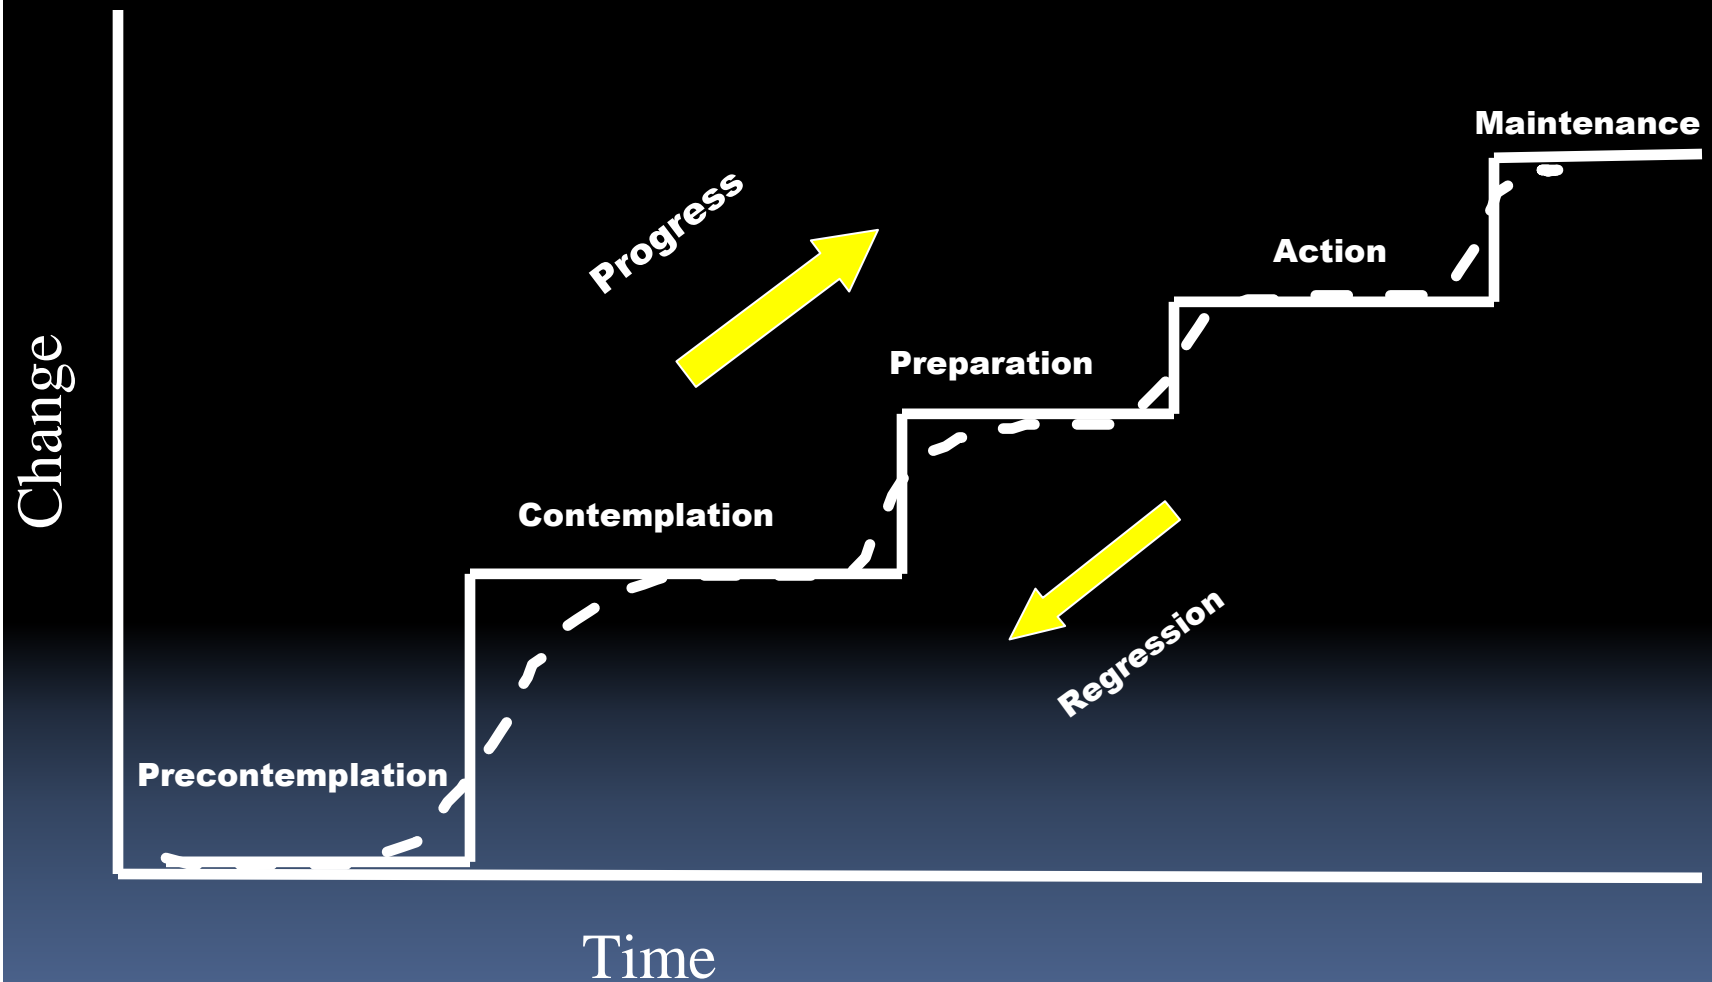 Maintenance
Progress
Action
Preparation
Change
Contemplation
Regression
Precontemplation
Time